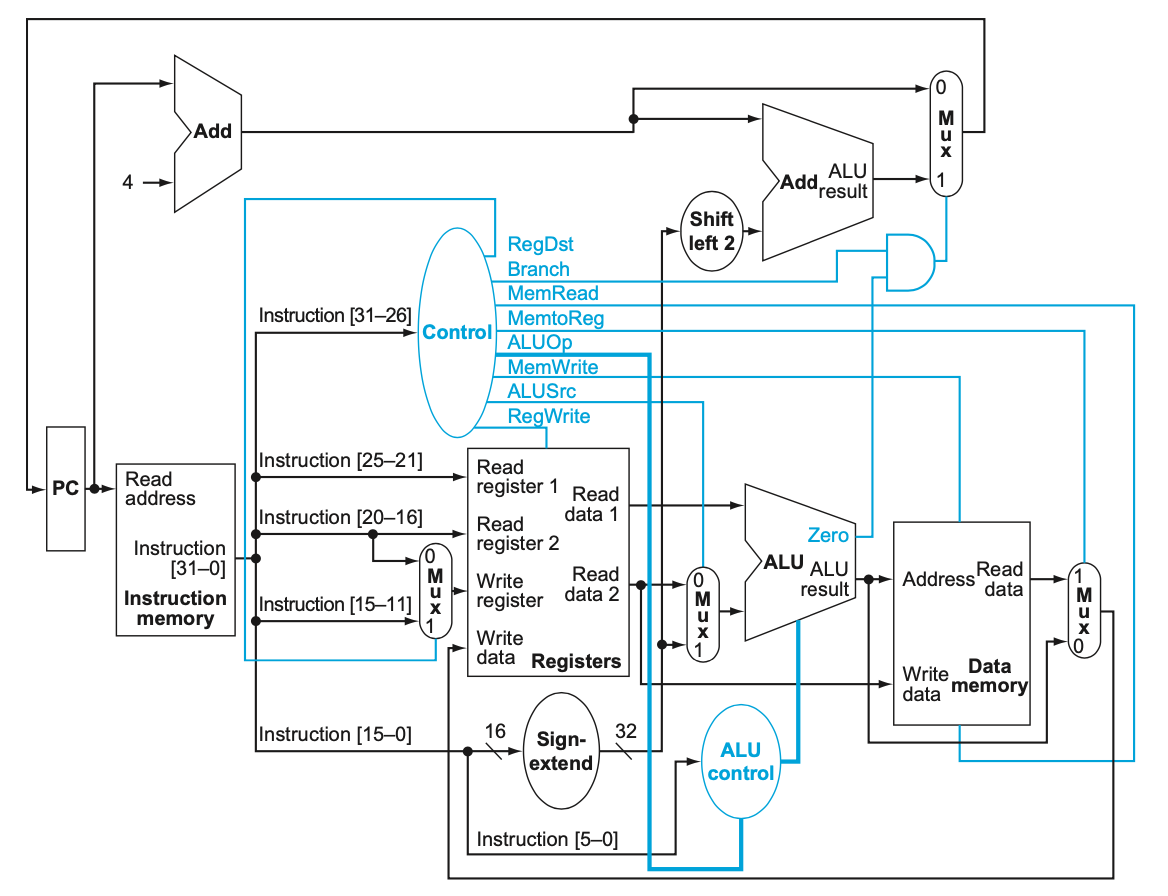 0
M
u
x
1
Add
4
Add
ALU
result
Shift
left 2
RegDst
Branch
MemRead
MemtoReg
ALUOp
MemWrite
ALUSrc
RegWrite
Instruction [31–26]
Control
PC
Read
address
Instruction
[31–0]
Instruction
memory
Instruction [25–21]
Instruction [20–16]
Instruction [15–11]
0
M
u
x
1
Read
register 1
Read
register 2
Write
register
Write
data
Read
data 1
Read
data 2
Registers
0
M
u
x
1
Zero
ALU
ALU
result
Address
Read
data
Write
data
Data
memory
1
M
u
x
0
Instruction [15–0]
16
Sign-
extend
32
ALU
control
Instruction [5–0]